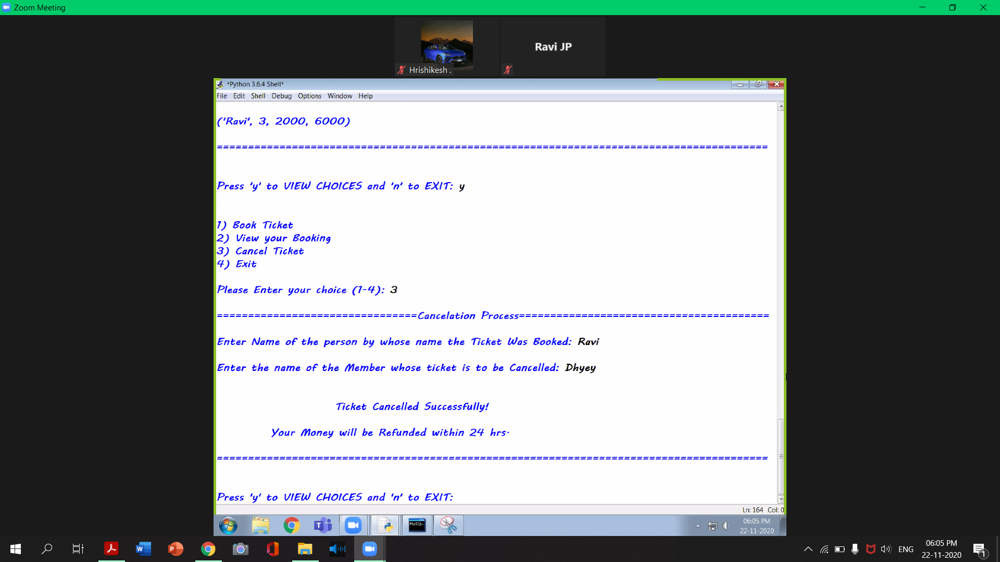 Zoom Meeting
Hrishikesh .
Ravi JP
*Python 3.6.4 Shell*
File Edit Shell Debug Options Window Help
('Ravi', 3, 2000, 6000)
========================================================================================
Press 'y' to VIEW CHOICES and 'n' to EXIT: y
1) Book Ticket
2) View your Booking
3) Cancel Ticket
4) Exit
Please Enter your choice (1-4): 3
================================Cancelation Process========================================
Enter Name of the person by whose name the Ticket Was Booked: Ravi
Enter the name of the Member whose ticket is to be Cancelled: Dhyey
Ticket Cancelled Successfully!
Your Money will be Refunded within 24 hrs.
========================================================================================
Press 'y' to VIEW CHOICES and 'n' to EXIT:
Ln: 164 Col: 0
MySQL>
06:05 PM
22-11-2020
ENG
06:05 PM
22-11-2020
1